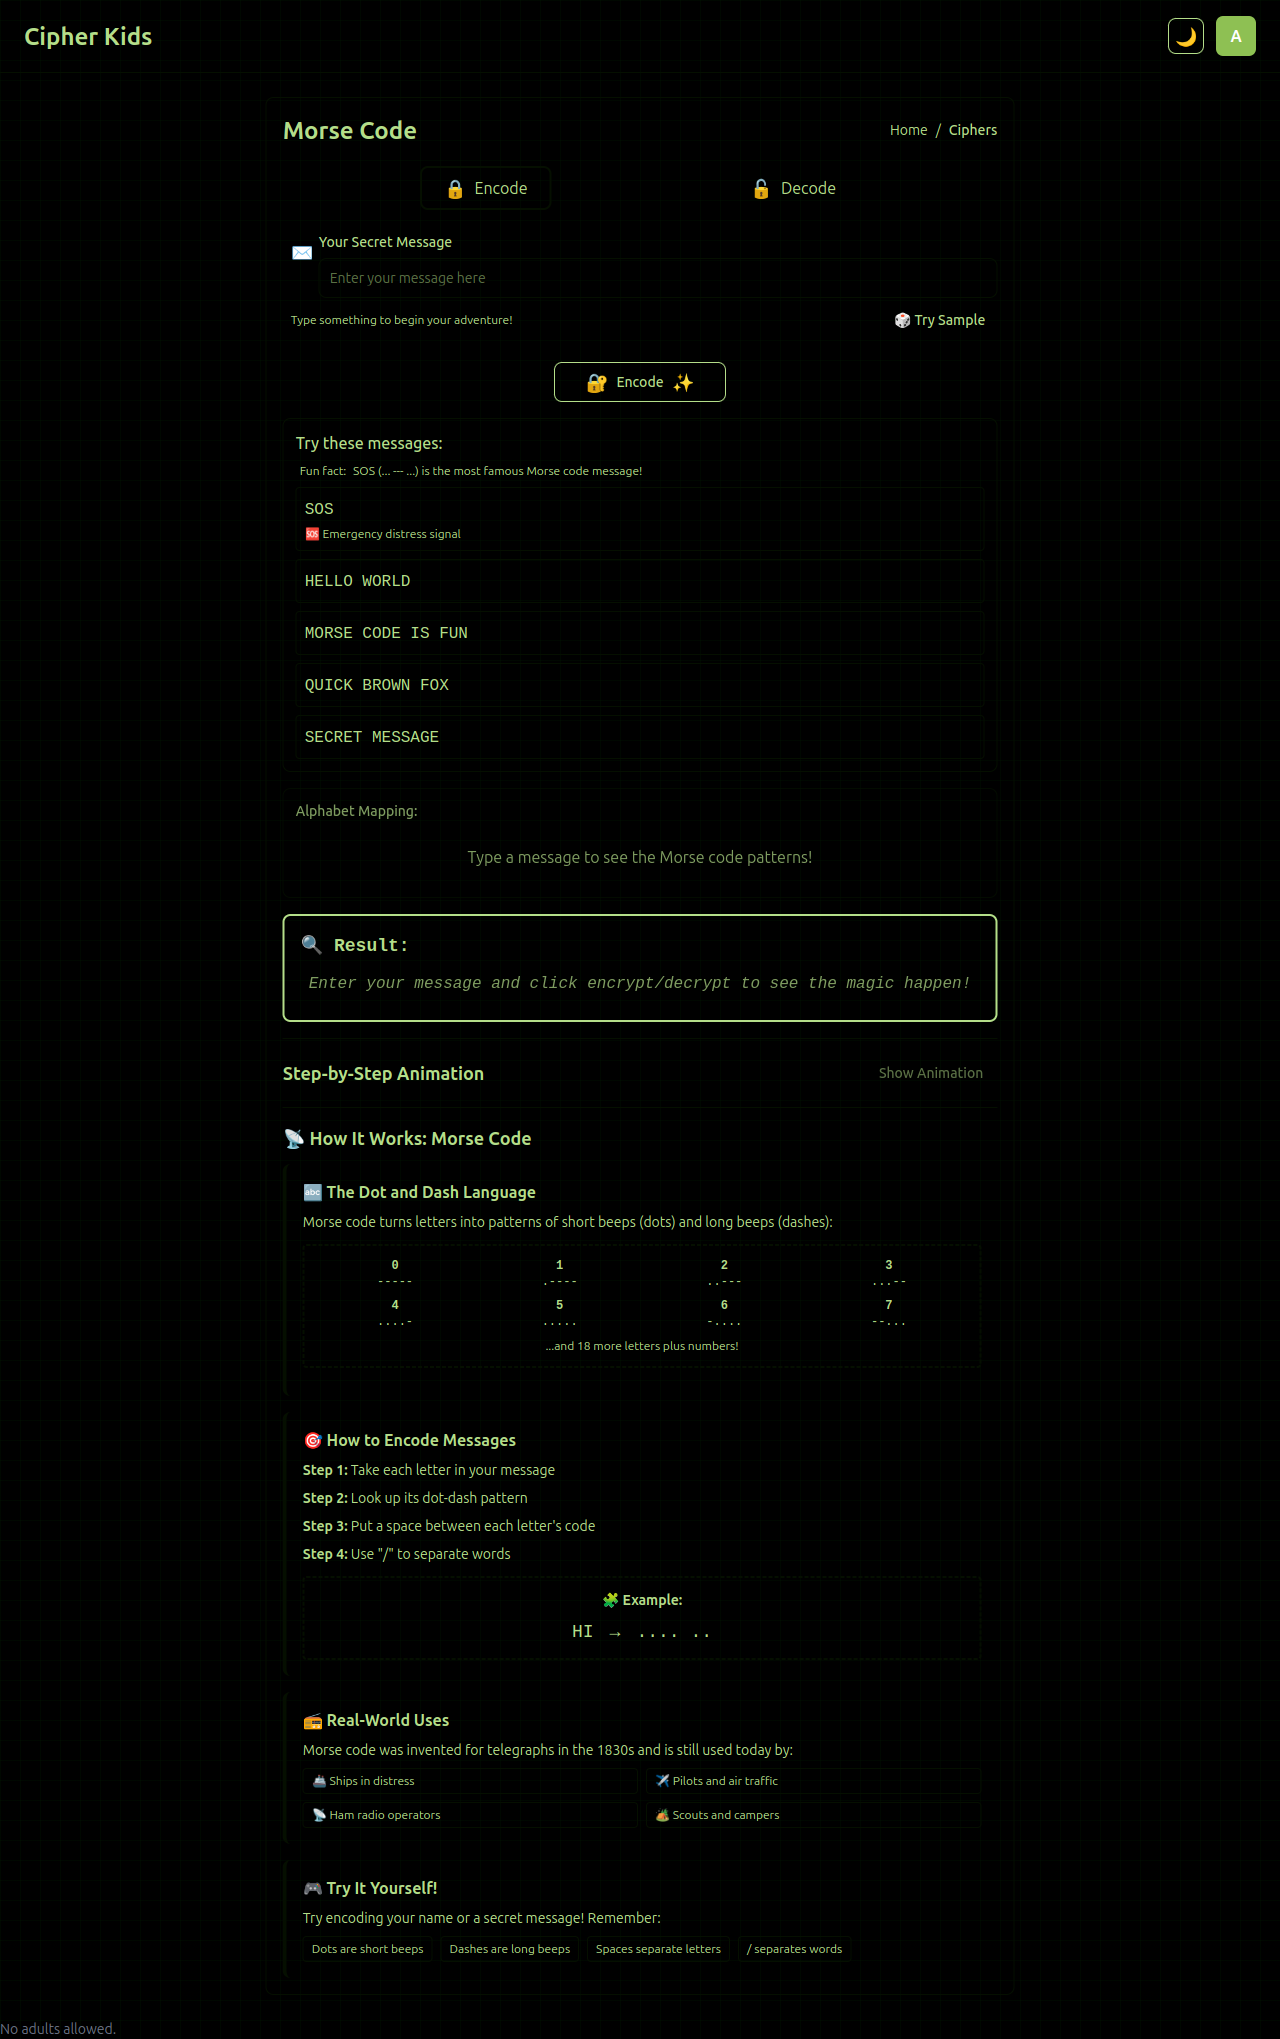 Cipher Kids
A
Morse Code
Home / Ciphers
Encode
Decode
Your Secret Message
Enter your message here
Type something to begin your adventure!
Try Sample
Encode
Try these messages:
Fun fact: SOS (... --- ...) is the most famous Morse code message!
SOS
🆘 Emergency distress signal
HELLO WORLD
MORSE CODE IS FUN
QUICK BROWN FOX
SECRET MESSAGE
Alphabet Mapping:
Type a message to see the Morse code patterns!
Result:
Enter your message and click encrypt/decrypt to see the magic happen!
Step-by-Step Animation
Show Animation
How It Works: Morse Code
🔤 The Dot and Dash Language
Morse code turns letters into patterns of short beeps (dots) and long beeps (dashes):
0 1 2 3
----- .---- ..--- ...--
4 5 6 7
....- ..... -.... --...
...and 18 more letters plus numbers!
How to Encode Messages
Step 1: Take each letter in your message
Step 2: Look up its dot-dash pattern
Step 3: Put a space between each letter's code
Step 4: Use "/" to separate words
Example:
HI → .... ..
Real-World Uses
Morse code was invented for telegraphs in the 1830s and is still used today by:
Ships in distress
Pilots and air traffic
Ham radio operators
Scouts and campers
Try It Yourself!
Try encoding your name or a secret message! Remember:
Dots are short beeps
Dashes are long beeps
Spaces separate letters
/ separates words
No adults allowed.